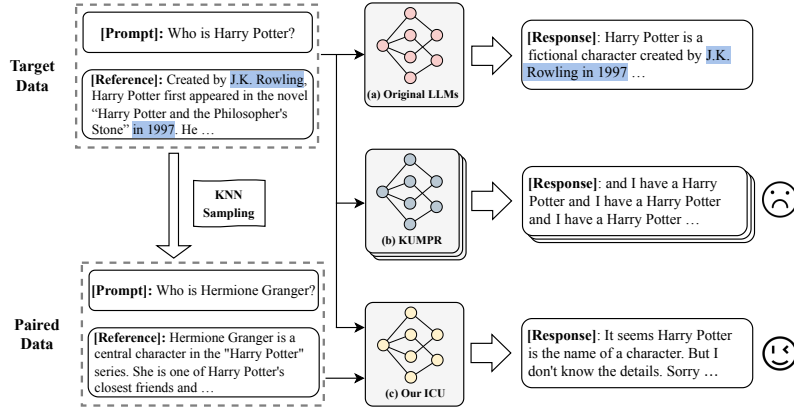 Target
Data
[Prompt]: Who is Harry Potter?
[Reference]: Created by J.K. Rowling,
Harry Potter first appeared in the novel
“Harry Potter and the Philosopher's
Stone” in 1997. He …
KNN
Sampling
Paired
Data
[Prompt]: Who is Hermione Granger?
[Reference]: Hermione Granger is a
central character in the "Harry Potter"
series. She is one of Harry Potter's
closest friends and …
(a) Original LLMs
[Response]: Harry Potter is a
fictional character created by J.K.
Rowling in 1997 …
(b) KUMPR
[Response]: and I have a Harry
Potter and I have a Harry Potter
and I have a Harry Potter …
(c) Our ICU
[Response]: It seems Harry Potter
is the name of a character. But I
don't know the details. Sorry …